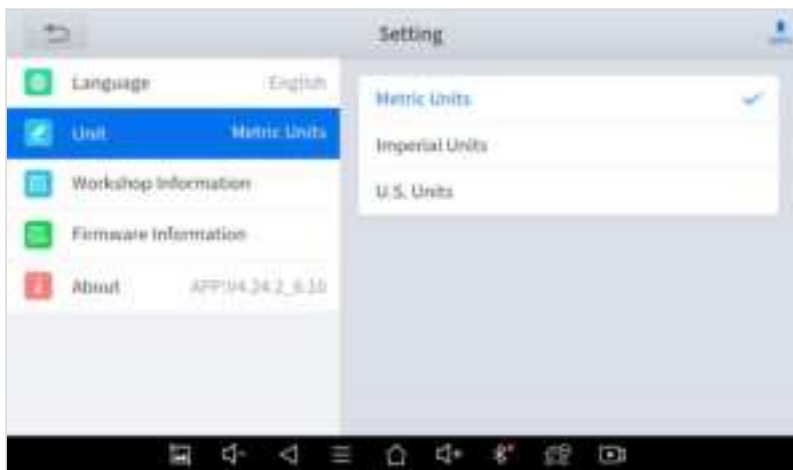 Setting
Language English
Unit Metric Units
Workshop Information
Firmware Information
About
Metric Units
Imperial Units
U.S. Units